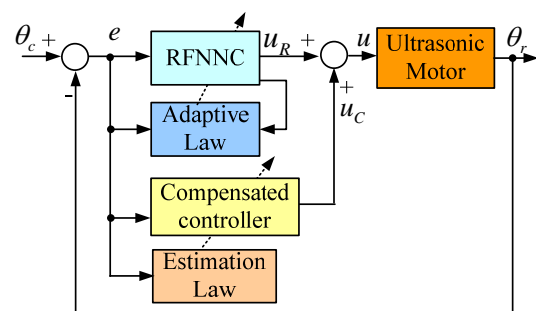 θc + e RFNNC uR + u Ultrasonic Motor θr
-
Adaptive
Law
+
uC
Compensated
controller
Estimation
Law